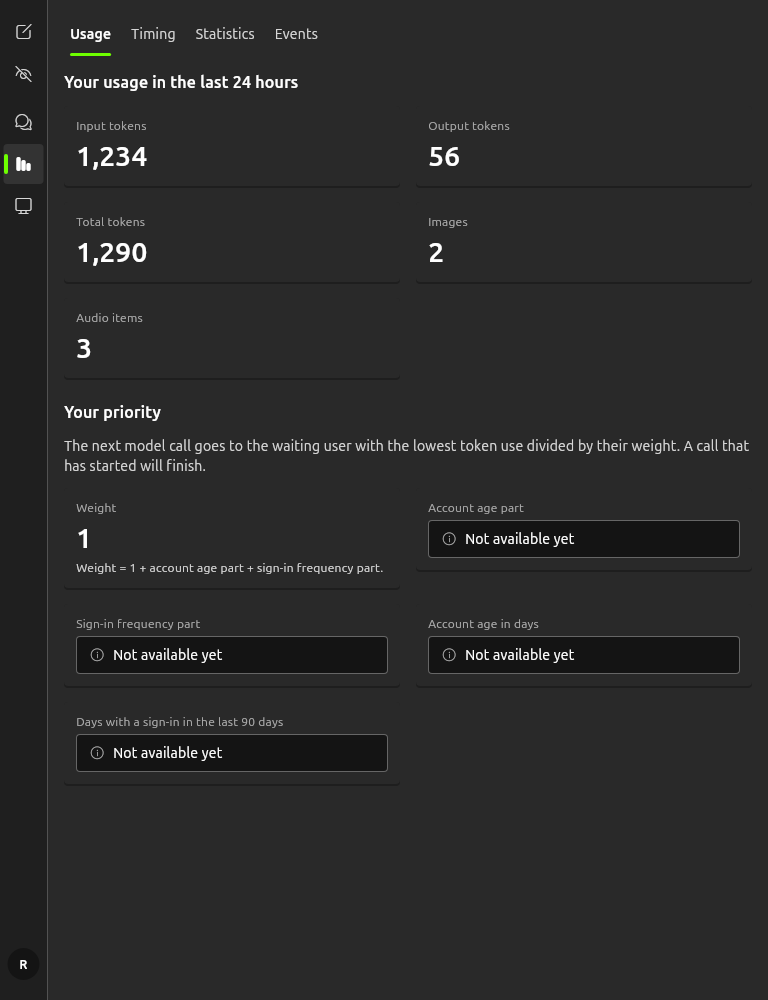 Usage Timing Statistics Events
Your usage in the last 24 hours
Input tokens
1,234
Output tokens
56
Total tokens
1,290
Images
2
Audio items
3
Your priority
The next model call goes to the waiting user with the lowest token use divided by their weight. A call that
has started will finish.
Weight
1
Weight = 1 + account age part + sign-in frequency part.
Account age part
Not available yet
Sign-in frequency part
Not available yet
Account age in days
Not available yet
Days with a sign-in in the last 90 days
Not available yet
R